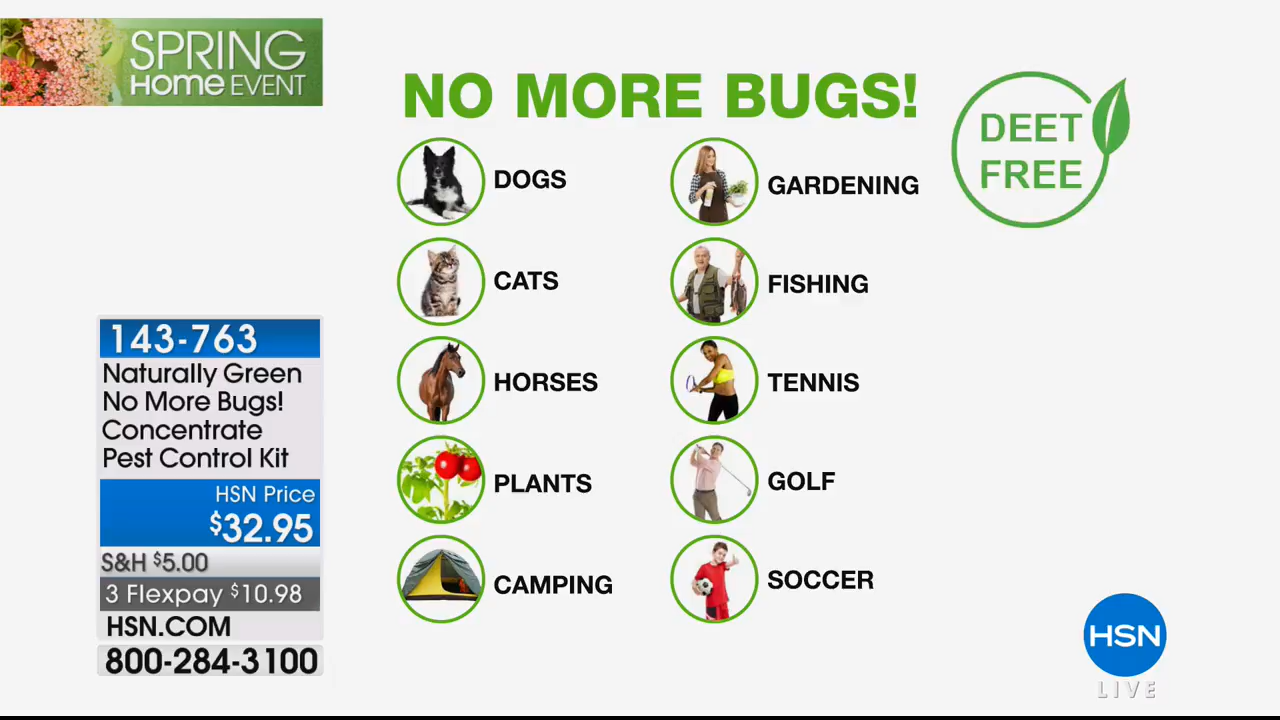 SPRING
Home EVENT
NO MORE BUGS!
DEET
FREE
DOGS
GARDENING
CATS
FISHING
HORSES
TENNIS
PLANTS
GOLF
CAMPING
SOCCER
143-763
Naturally Green
No More Bugs!
Concentrate
Pest Control Kit
HSN Price
$32.95
S&H $5.00
3 Flexpay $10.98
HSN.COM
800-284-3100
HSN
LIVE